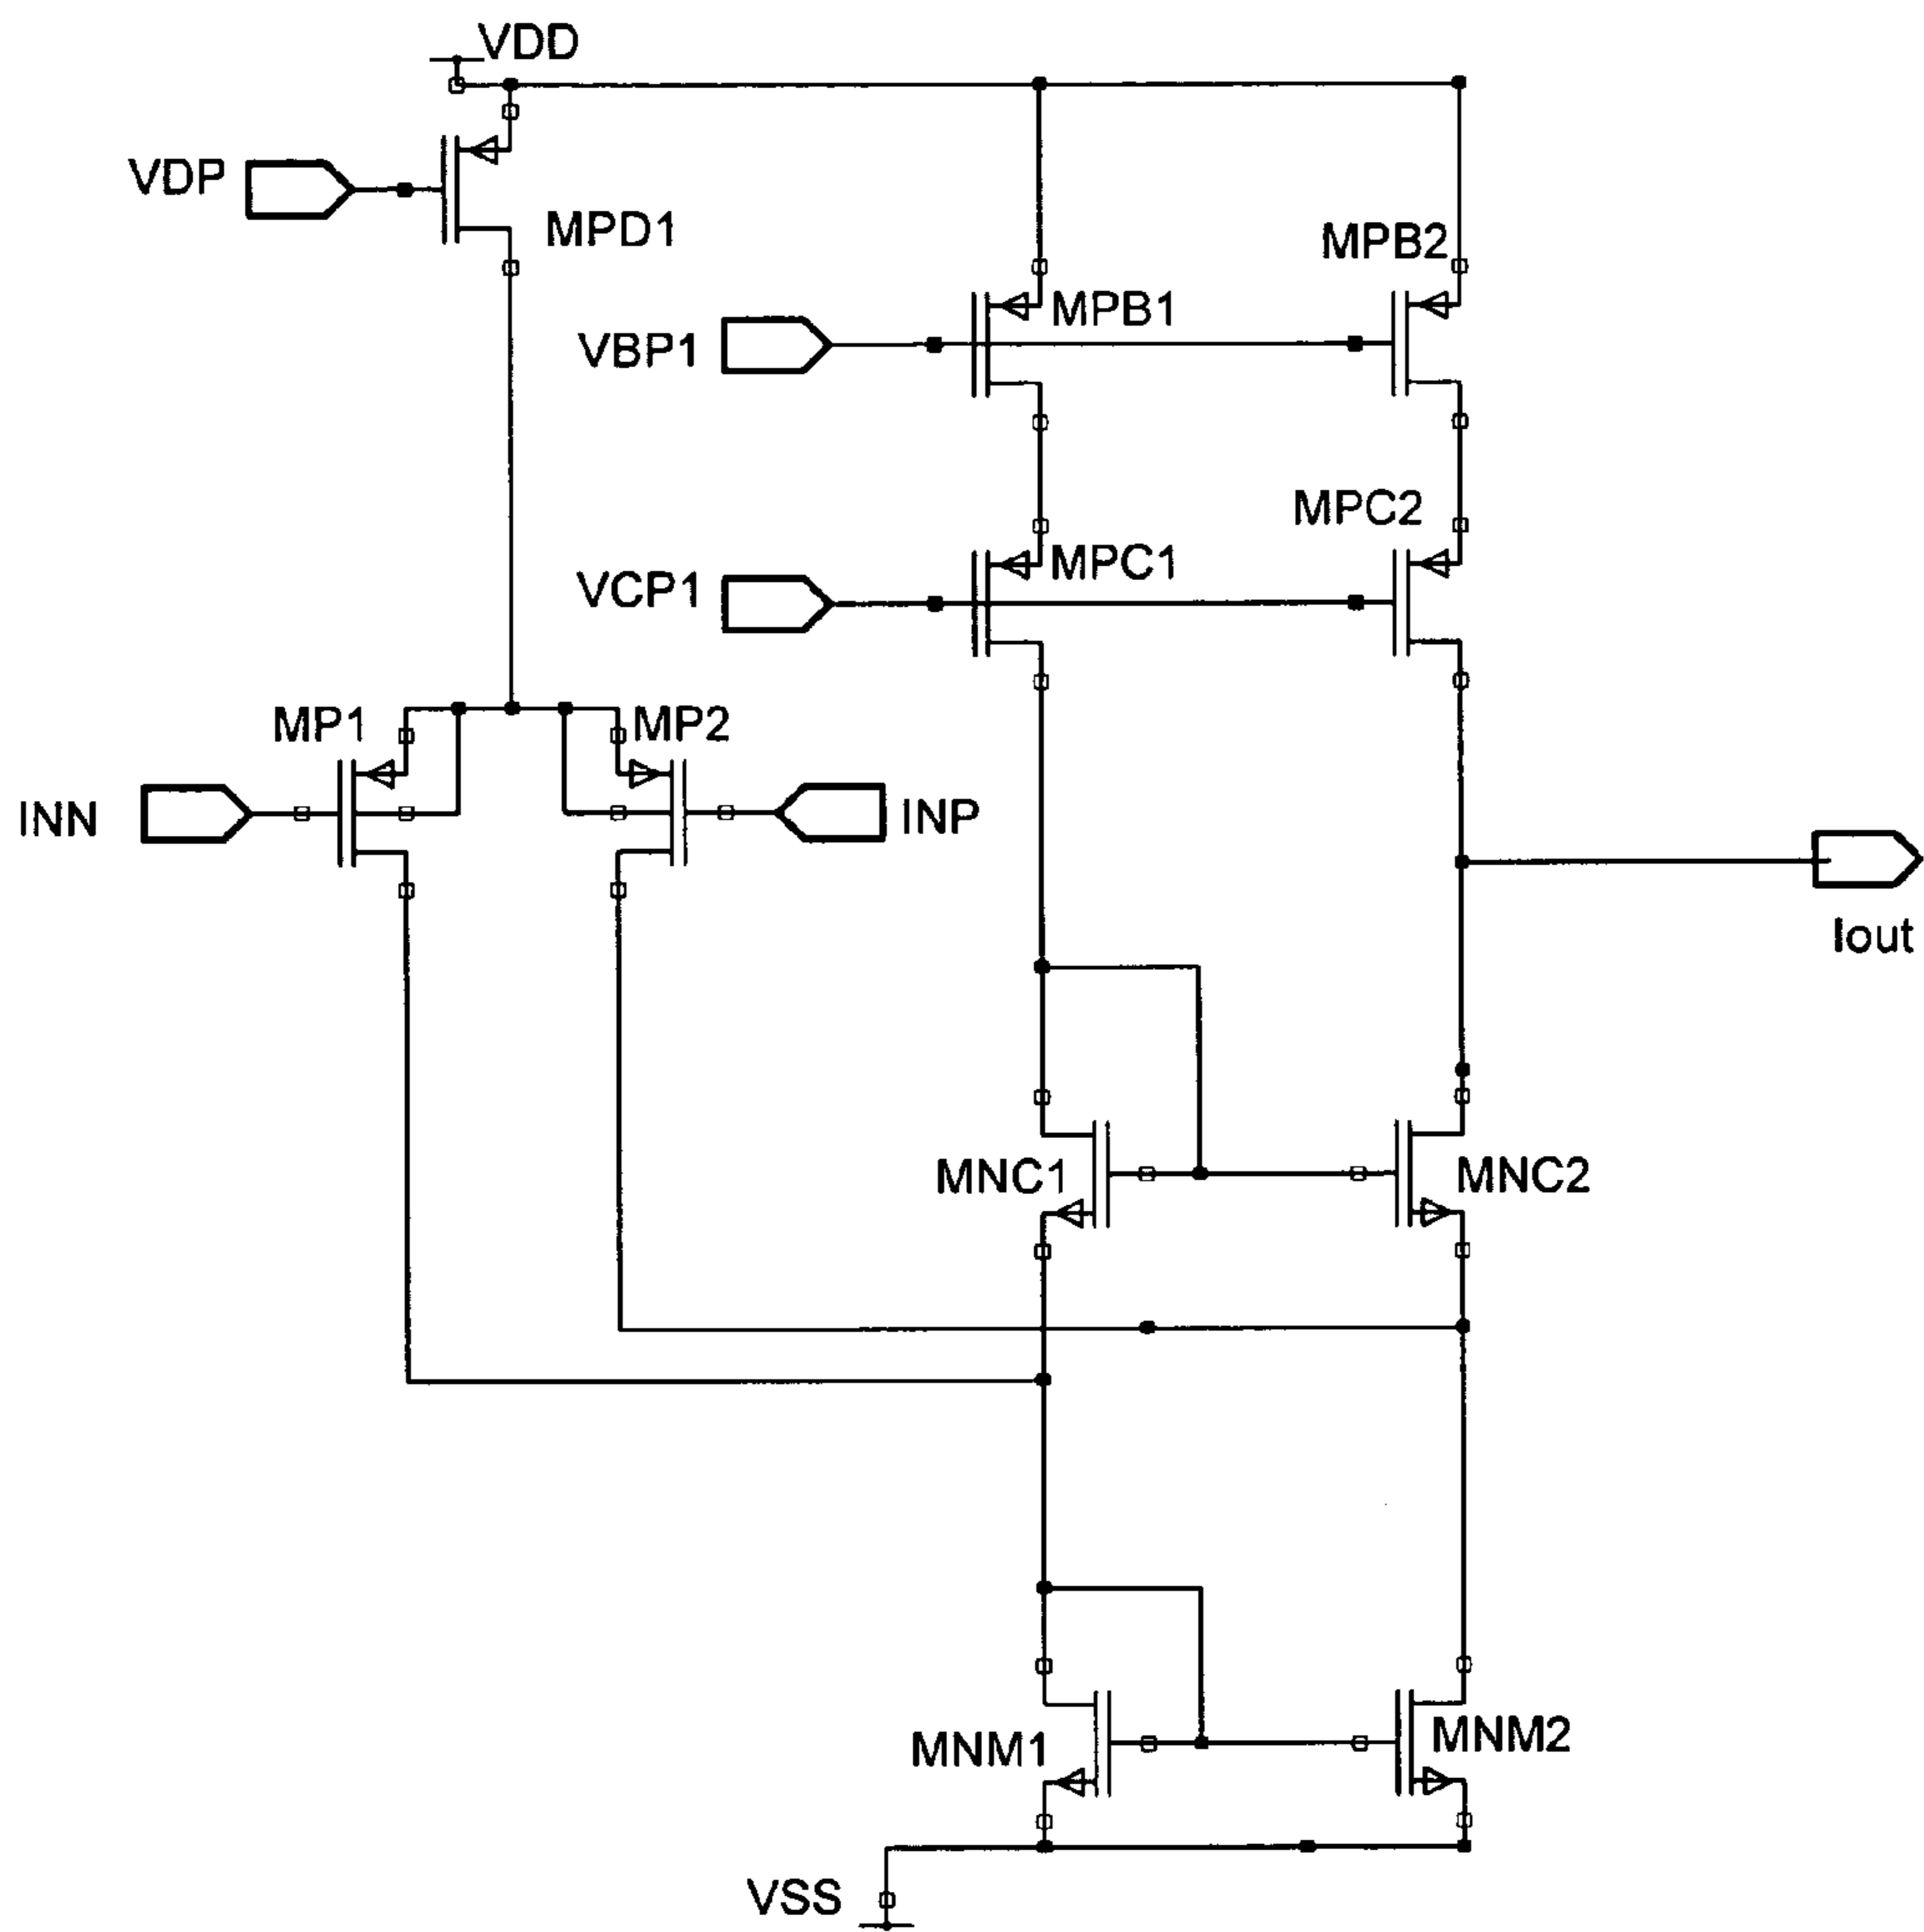 VDD
VDP
MPD1
MPB2
MPB1
VBP1
MPC2
MPC1
VCP1
MP1
MP2
INN
INP
Iout
MNC1
MNC2
MNM1
MNM2
VSS